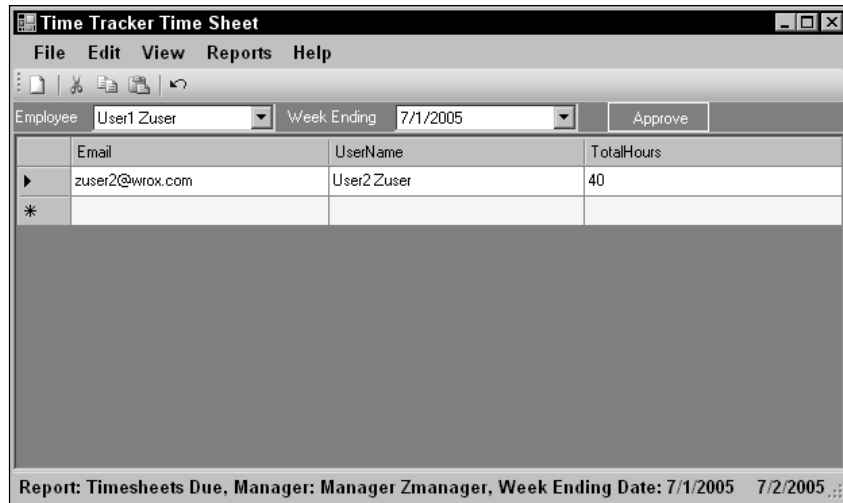 Time Tracker Time Sheet
File Edit View Reports Help
Employee User1 Zuser Week Ending 7/1/2005 Approve
Email UserName TotalHours
zuser2@wrox.com User2 Zuser 40
Report: Timesheets Due, Manager: Manager Zmanager, Week Ending Date: 7/1/2005 7/2/2005